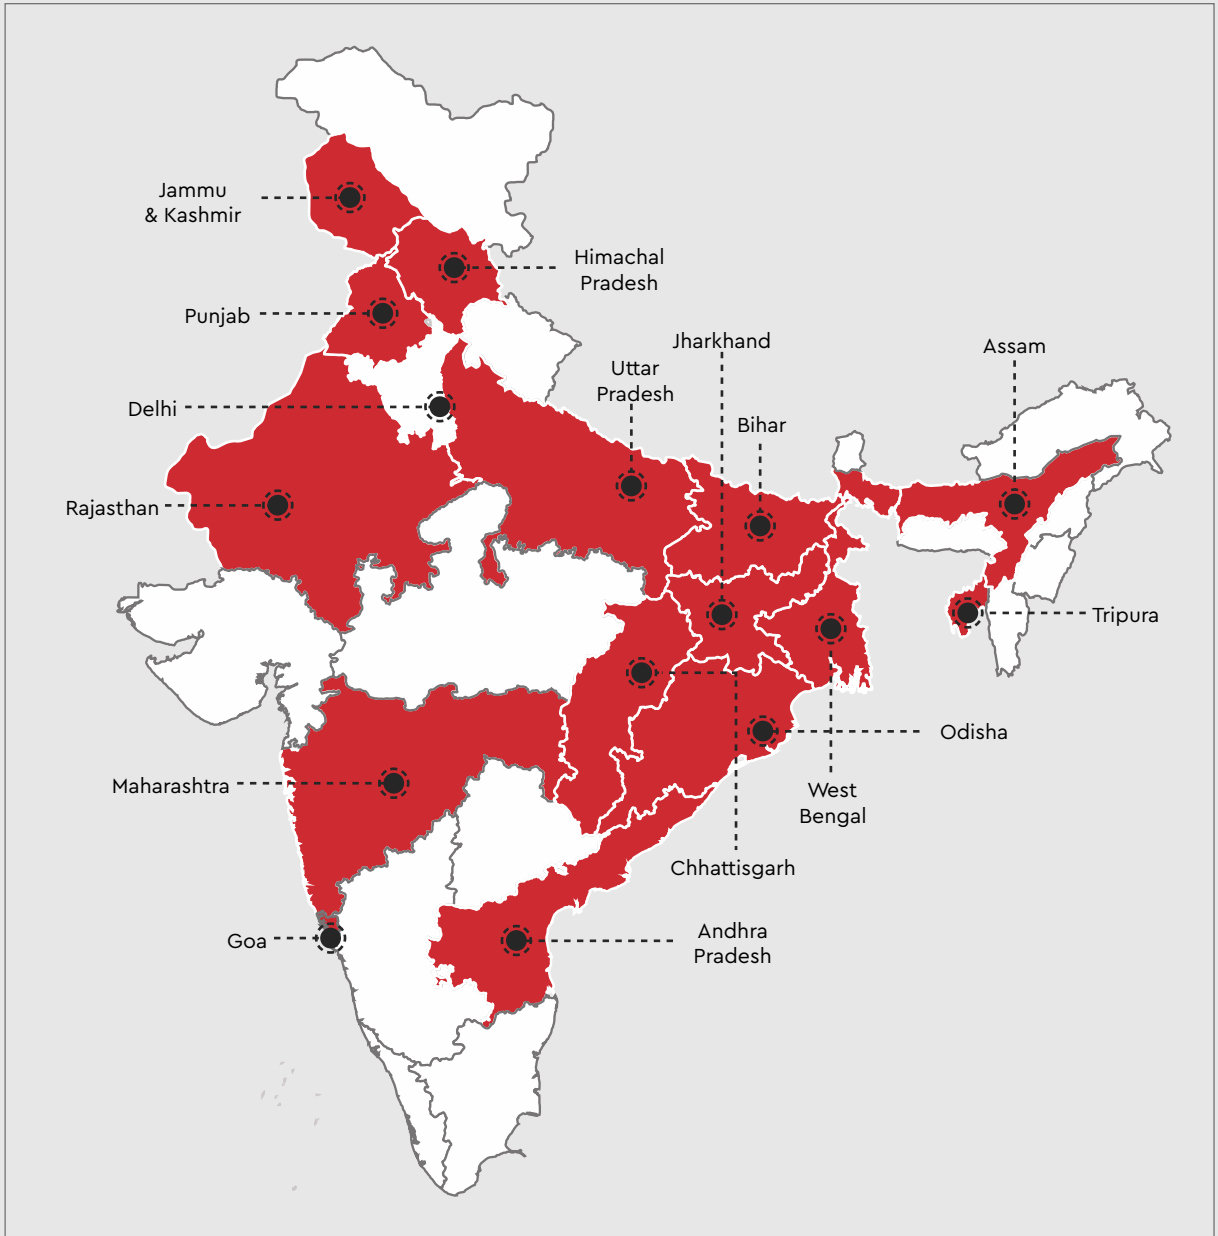 Jammu
& Kashmir
Himachal
Pradesh
Punjab
Jharkhand
Assam
Uttar
Pradesh
Delhi
Bihar
Rajasthan
Tripura
Odisha
Maharashtra
West
Bengal
Chhattisgarh
Andhra
Pradesh
Goa